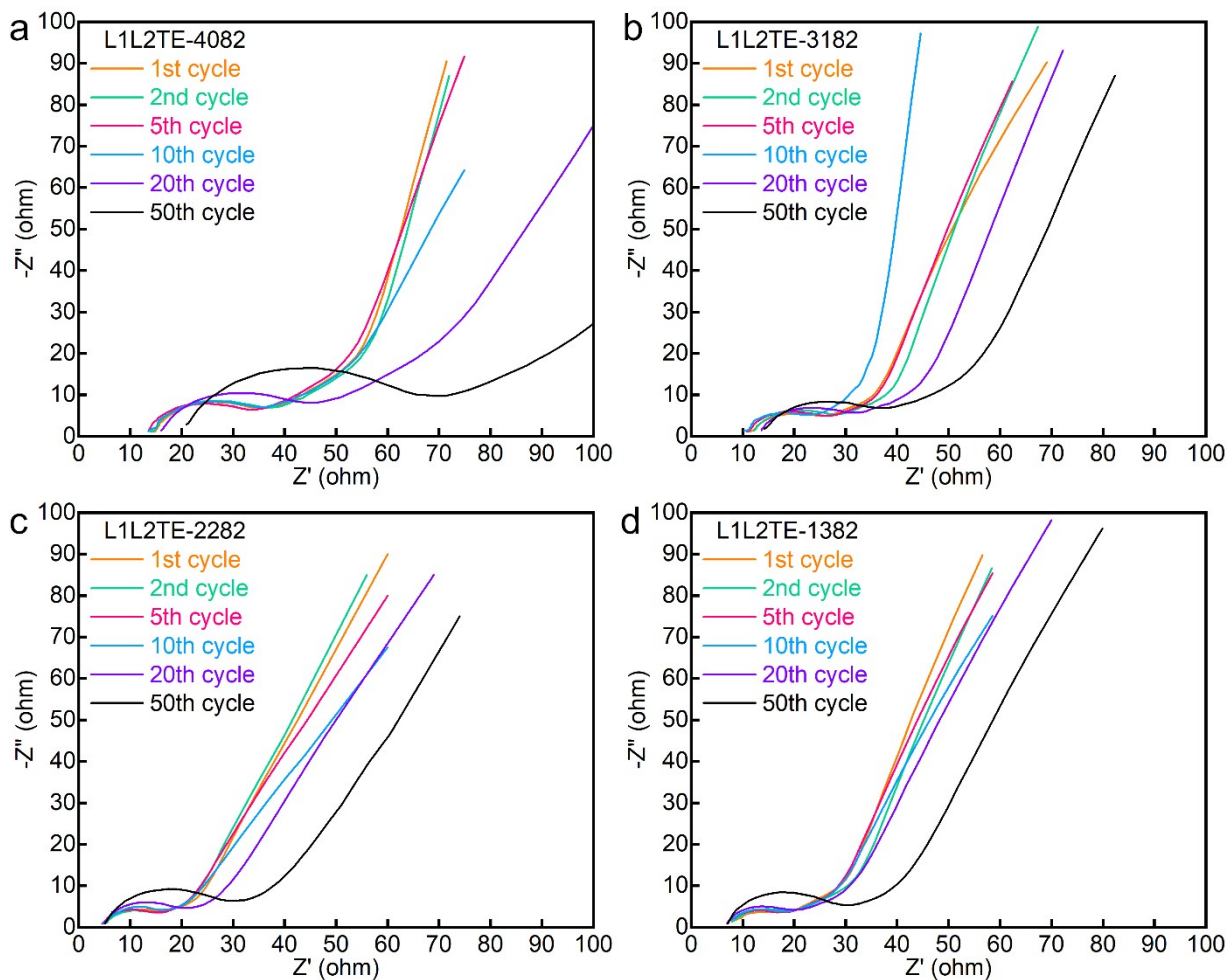 a
L1L2TE-4082
1st cycle
2nd cycle
5th cycle
10th cycle
20th cycle
50th cycle
100
90
80
70
60
50
40
30
20
10
0
-Z" (ohm)
0 10 20 30 40 50 60 70 80 90 100
Z' (ohm)
b
L1L2TE-3182
1st cycle
2nd cycle
5th cycle
10th cycle
20th cycle
50th cycle
100
90
80
70
60
50
40
30
20
10
0
-Z" (ohm)
0 10 20 30 40 50 60 70 80 90 100
Z' (ohm)
c
L1L2TE-2282
1st cycle
2nd cycle
5th cycle
10th cycle
20th cycle
50th cycle
100
90
80
70
60
50
40
30
20
10
0
-Z" (ohm)
0 10 20 30 40 50 60 70 80 90 100
Z' (ohm)
d
L1L2TE-1382
1st cycle
2nd cycle
5th cycle
10th cycle
20th cycle
50th cycle
100
90
80
70
60
50
40
30
20
10
0
-Z" (ohm)
0 10 20 30 40 50 60 70 80 90 100
Z' (ohm)